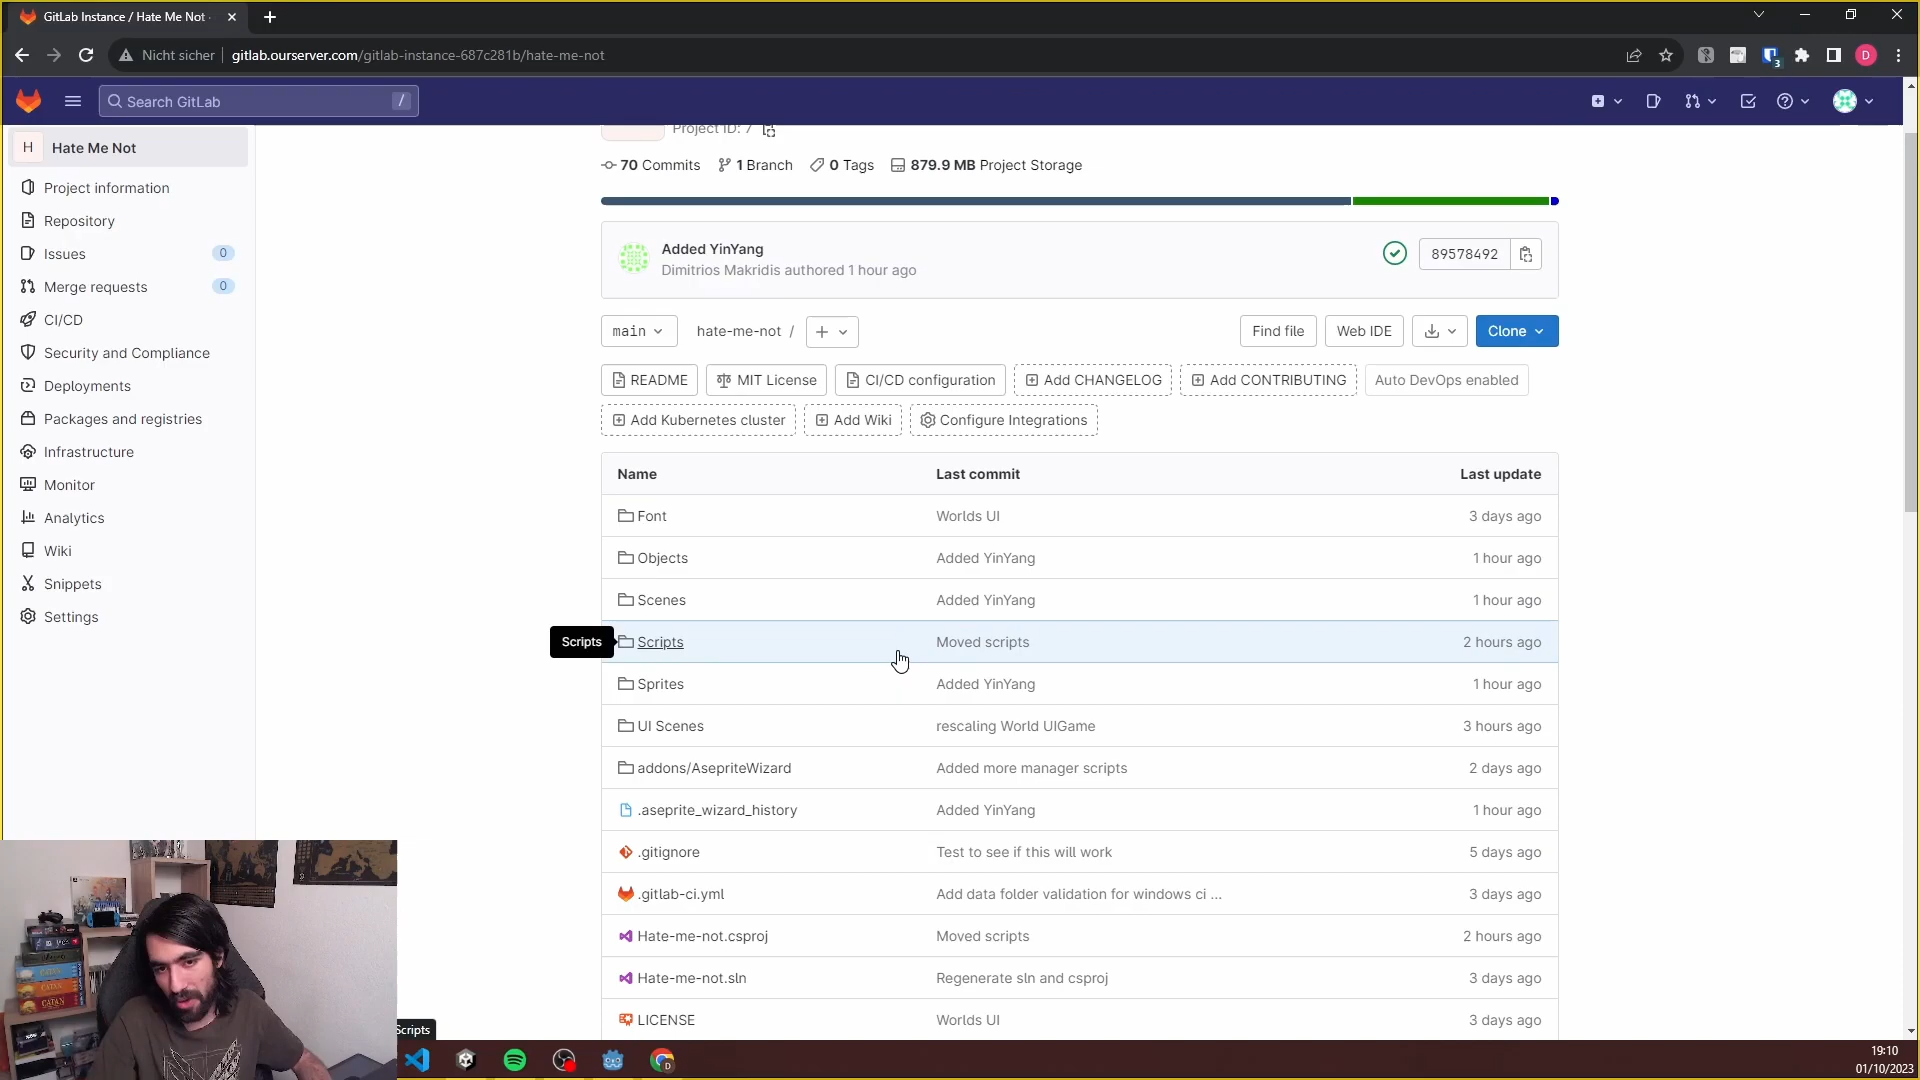 GitLab Instance / Hate Me Not
Nicht sicher gitlab.ourserver.com/gitlab-instance-687c281b/hate-me-not
3
D
Search GitLab /
H Hate Me Not
Project information
Repository
Issues 0
Merge requests 0
CI/CD
Security and Compliance
Deployments
Packages and registries
Infrastructure
Monitor
Analytics
Wiki
Snippets
Settings
Project ID: 7
70 Commits 1 Branch 0 Tags 879.9 MB Project Storage
Added YinYang
Dimitrios Makridis authored 1 hour ago
89578492
main hate-me-not / + Find file Web IDE Clone
README MIT License CI/CD configuration Add CHANGELOG Add CONTRIBUTING Auto DevOps enabled
Add Kubernetes cluster Add Wiki Configure Integrations
Name Last commit Last update
Font Worlds UI 3 days ago
Objects Added YinYang 1 hour ago
Scenes Added YinYang 1 hour ago
Scripts Scripts Moved scripts 2 hours ago
Sprites Added YinYang 1 hour ago
UI Scenes rescaling World UIGame 3 hours ago
addons/AsepriteWizard Added more manager scripts 2 days ago
.aseprite_wizard_history Added YinYang 1 hour ago
.gitignore Test to see if this will work 5 days ago
.gitlab-ci.yml Add data folder validation for windows ci ... 3 days ago
Hate-me-not.csproj Moved scripts 2 hours ago
Hate-me-not.sln Regenerate sln and csproj 3 days ago
LICENSE Worlds UI 3 days ago
Scripts
CATAN
CATAN
19:10
01/10/2023